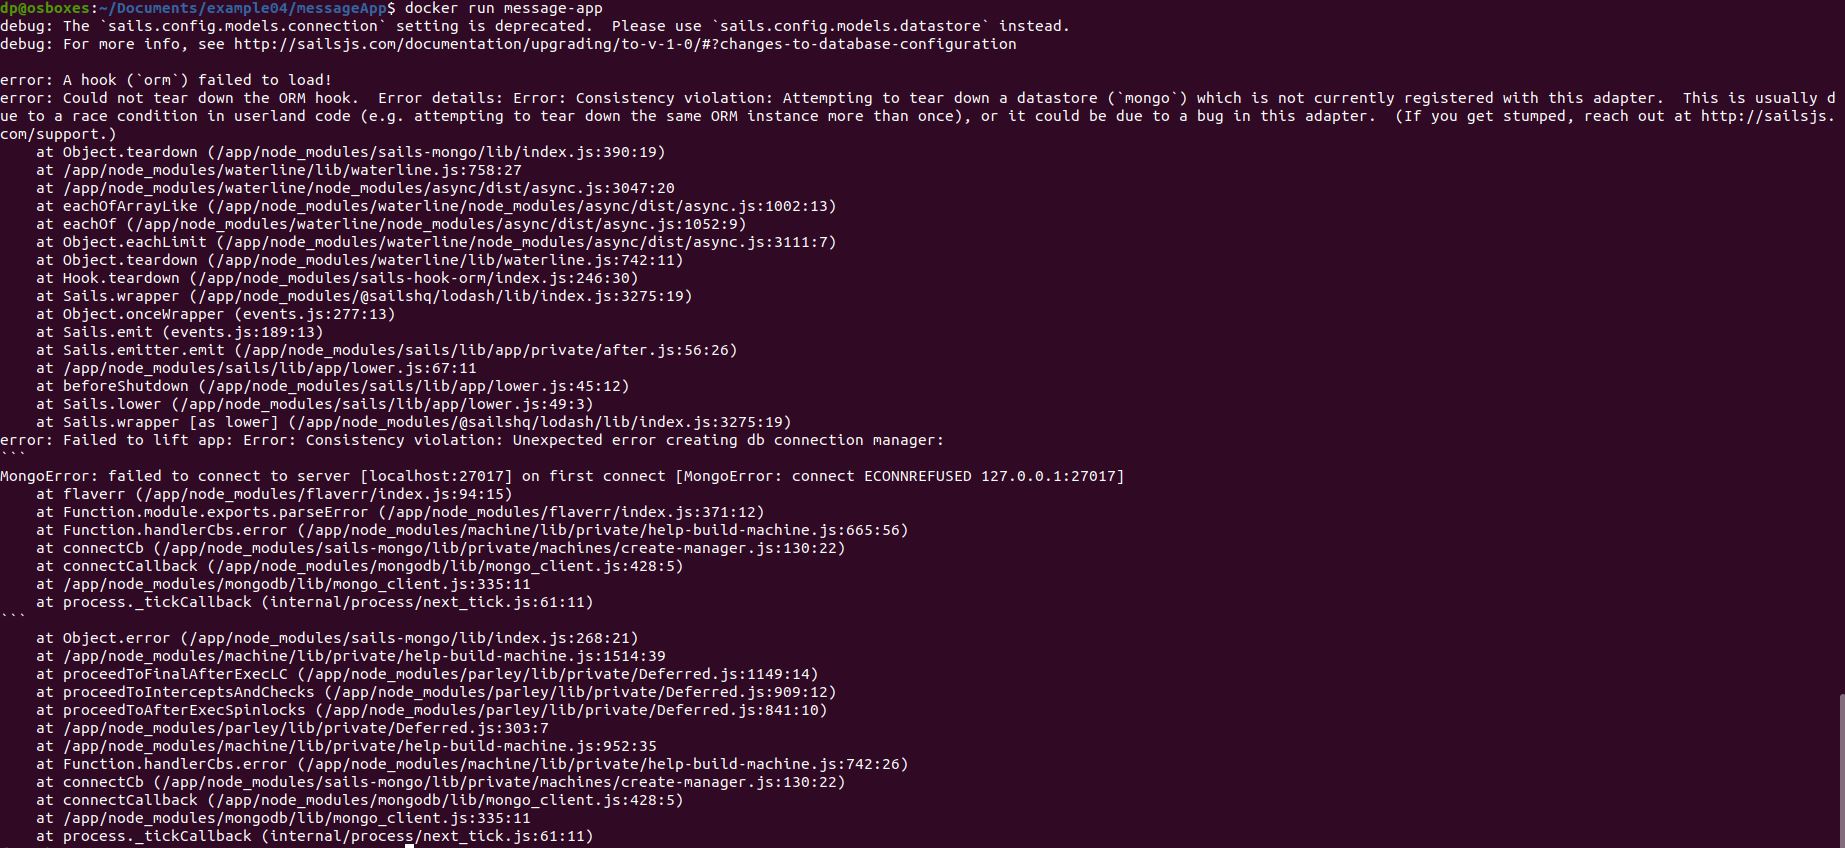 dp@osboxes:~/Documents/example04/messageApp$ docker run message-app
debug: The `sails.config.models.connection` setting is deprecated.  Please use `sails.config.models.datastore` instead.
debug: For more info, see http://sailsjs.com/documentation/upgrading/to-v-1-0/#?changes-to-database-configuration
error: A hook (`orm`) failed to load!
error: Could not tear down the ORM hook.  Error details: Error: Consistency violation: Attempting to tear down a datastore (`mongo`) which is not currently registered with this adapter.  This is usually d
ue to a race condition in userland code (e.g. attempting to tear down the same ORM instance more than once), or it could be due to a bug in this adapter.  (If you get stumped, reach out at http://sailsjs.
com/support.)
    at Object.teardown (/app/node_modules/sails-mongo/lib/index.js:390:19)
    at /app/node_modules/waterline/lib/waterline.js:758:27
    at /app/node_modules/waterline/node_modules/async/dist/async.js:3047:20
    at eachOfArrayLike (/app/node_modules/waterline/node_modules/async/dist/async.js:1002:13)
    at eachOf (/app/node_modules/waterline/node_modules/async/dist/async.js:1052:9)
    at Object.eachLimit (/app/node_modules/waterline/node_modules/async/dist/async.js:3111:7)
    at Object.teardown (/app/node_modules/waterline/lib/waterline.js:742:11)
    at Hook.teardown (/app/node_modules/sails-hook-orm/index.js:246:30)
    at Sails.wrapper (/app/node_modules/@sailshq/lodash/lib/index.js:3275:19)
    at Object.onceWrapper (events.js:277:13)
    at Sails.emit (events.js:189:13)
    at Sails.emitter.emit (/app/node_modules/sails/lib/app/private/after.js:56:26)
    at /app/node_modules/sails/lib/app/lower.js:67:11
    at beforeShutdown (/app/node_modules/sails/lib/app/lower.js:45:12)
    at Sails.lower (/app/node_modules/sails/lib/app/lower.js:49:3)
    at Sails.wrapper [as lower] (/app/node_modules/@sailshq/lodash/lib/index.js:3275:19)
error: Failed to lift app: Error: Consistency violation: Unexpected error creating db connection manager:
```
MongoError: failed to connect to server [localhost:27017] on first connect [MongoError: connect ECONNREFUSED 127.0.0.1:27017]
    at flaverr (/app/node_modules/flaverr/index.js:94:15)
    at Function.module.exports.parseError (/app/node_modules/flaverr/index.js:371:12)
    at Function.handlerCbs.error (/app/node_modules/machine/lib/private/help-build-machine.js:665:56)
    at connectCb (/app/node_modules/sails-mongo/lib/private/machines/create-manager.js:130:22)
    at connectCallback (/app/node_modules/mongodb/lib/mongo_client.js:428:5)
    at /app/node_modules/mongodb/lib/mongo_client.js:335:11
    at process._tickCallback (internal/process/next_tick.js:61:11)
```
    at Object.error (/app/node_modules/sails-mongo/lib/index.js:268:21)
    at /app/node_modules/machine/lib/private/help-build-machine.js:1514:39
    at proceedToFinalAfterExecLC (/app/node_modules/parley/lib/private/Deferred.js:1149:14)
    at proceedToInterceptsAndChecks (/app/node_modules/parley/lib/private/Deferred.js:909:12)
    at proceedToAfterExecSpinlocks (/app/node_modules/parley/lib/private/Deferred.js:841:10)
    at /app/node_modules/parley/lib/private/Deferred.js:303:7
    at /app/node_modules/machine/lib/private/help-build-machine.js:952:35
    at Function.handlerCbs.error (/app/node_modules/machine/lib/private/help-build-machine.js:742:26)
    at connectCb (/app/node_modules/sails-mongo/lib/private/machines/create-manager.js:130:22)
    at connectCallback (/app/node_modules/mongodb/lib/mongo_client.js:428:5)
    at /app/node_modules/mongodb/lib/mongo_client.js:335:11
    at process._tickCallback (internal/process/next_tick.js:61:11)